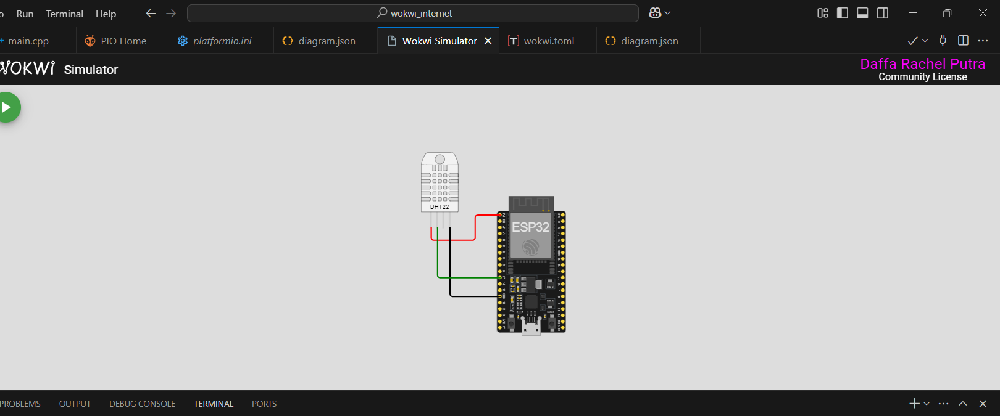 Run Terminal Help wokwi_internet
main.cpp PIO Home platformio.ini diagram.json Wokwi Simulator wokwi.toml diagram.json
WOKWi Simulator
Daffa Rachel Putra
Community License
DHT22
ESP32
PROBLEMS OUTPUT DEBUG CONSOLE TERMINAL PORTS